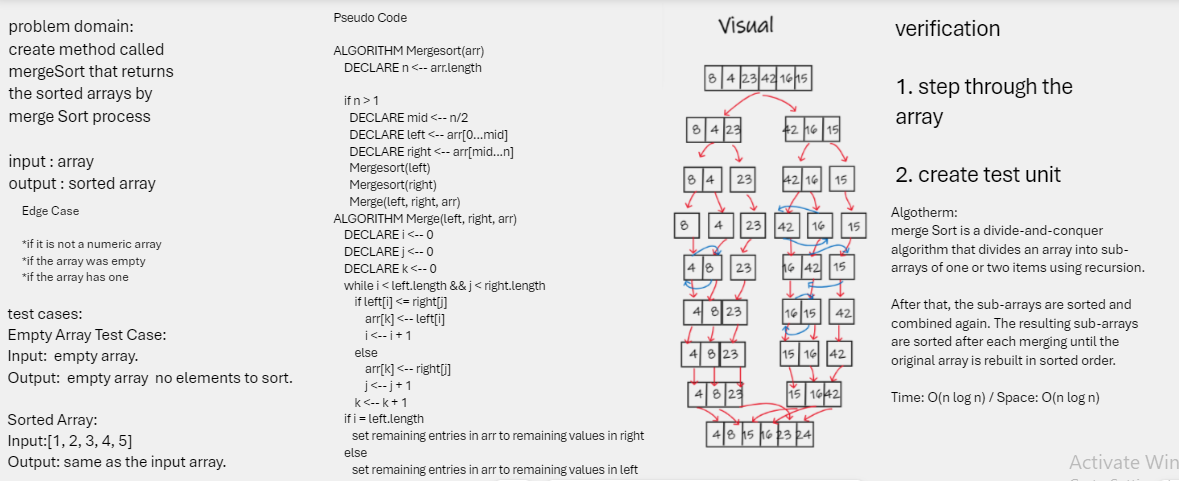 problem domain:
create method called
mergeSort that returns
the sorted arrays by
merge Sort process
input : array
output : sorted array
Edge Case
*if it is not a numeric array
*if the array was empty
*if the array has one
test cases:
Empty Array Test Case:
Input: empty array.
Output: empty array no elements to sort.
Sorted Array:
Input:[1, 2, 3, 4, 5]
Output: same as the input array.
Pseudo Code
ALGORITHM Mergesort(arr)
DECLARE n <-- arr.length
if n > 1
DECLARE mid <-- n/2
DECLARE left <-- arr[0...mid]
DECLARE right <-- arr[mid...n]
Mergesort(left)
Mergesort(right)
Merge(left, right, arr)
ALGORITHM Merge(left, right, arr)
DECLARE i <-- 0
DECLARE j <-- 0
DECLARE k <-- 0
while i < left.length && j < right.length
if left[i] <= right[j]
arr[k] <-- left[i]
i <-- i + 1
else
arr[k] <-- right[j]
j <-- j + 1
k <-- k + 1
if i = left.length
set remaining entries in arr to remaining values in right
else
set remaining entries in arr to remaining values in left
Visual
8 4 23 42 16 15
8 4 23 42 16 15
8 4 23 42 16 15
8 4 23 42 16 15
4 8 23 16 42 15
4 8 23 16 15 42
4 8 23 15 16 42
4 8 23 15 16 42
4 8 15 16 23 24
verification
1. step through the
array
2. create test unit
Algotherm:
merge Sort is a divide-and-conquer
algorithm that divides an array into sub-
arrays of one or two items using recursion.
After that, the sub-arrays are sorted and
combined again. The resulting sub-arrays
are sorted after each merging until the
original array is rebuilt in sorted order.
Time: O(n log n) / Space: O(n log n)
Activate Win